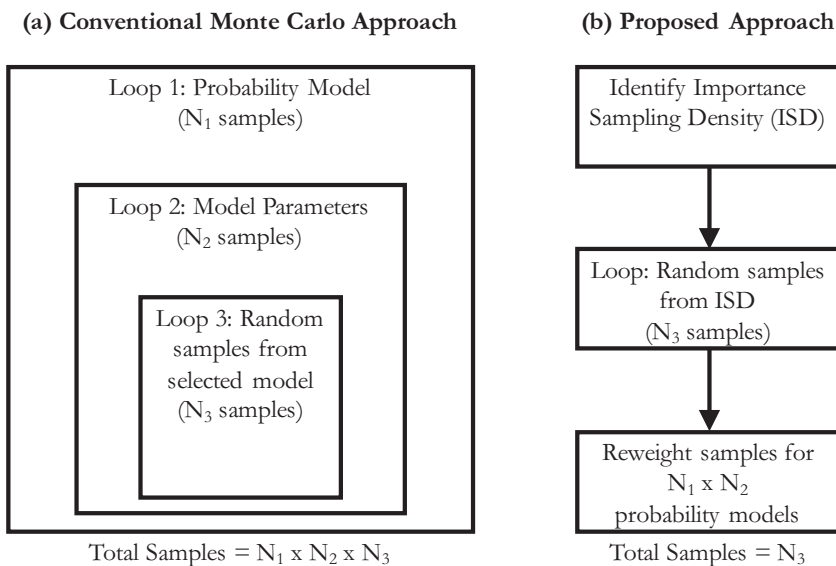 (a) Conventional Monte Carlo Approach
Loop 1: Probability Model
(N₁ samples)
Loop 2: Model Parameters
(N₂ samples)
Loop 3: Random
samples from
selected model
(N₃ samples)
Total Samples = N₁ x N₂ x N₃
(b) Proposed Approach
Identify Importance
Sampling Density (ISD)
Loop: Random samples
from ISD
(N₃ samples)
Reweight samples for
N₁ x N₂
probability models
Total Samples = N₃